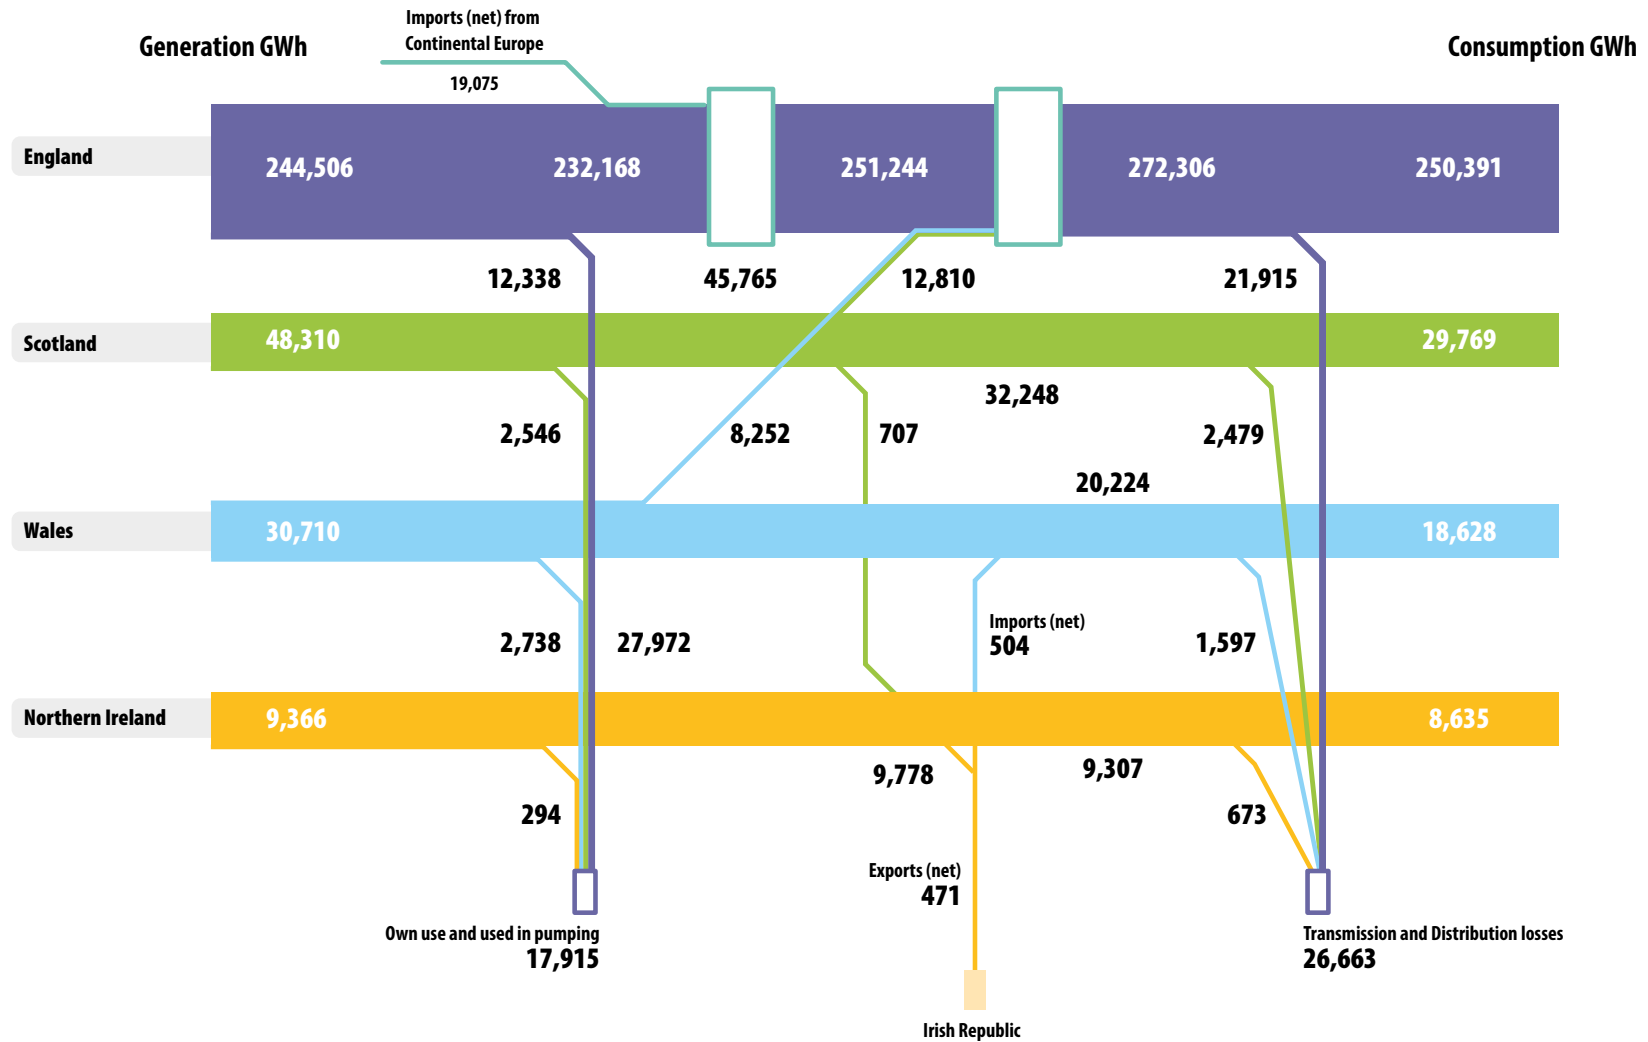 Imports (net) from
Continental Europe
Generation GWh
Consumption GWh
19,075
England
244,506
232,168
251,244
272,306
250,391
12,338
45,765
12,810
21,915
Scotland
48,310
29,769
32,248
2,546
8,252
707
2,479
20,224
Wales
30,710
18,628
Imports (net)
504
2,738
27,972
1,597
Northern Ireland
9,366
8,635
9,778
9,307
294
673
Exports (net)
471
Own use and used in pumping
17,915
Transmission and Distribution losses
26,663
Irish Republic